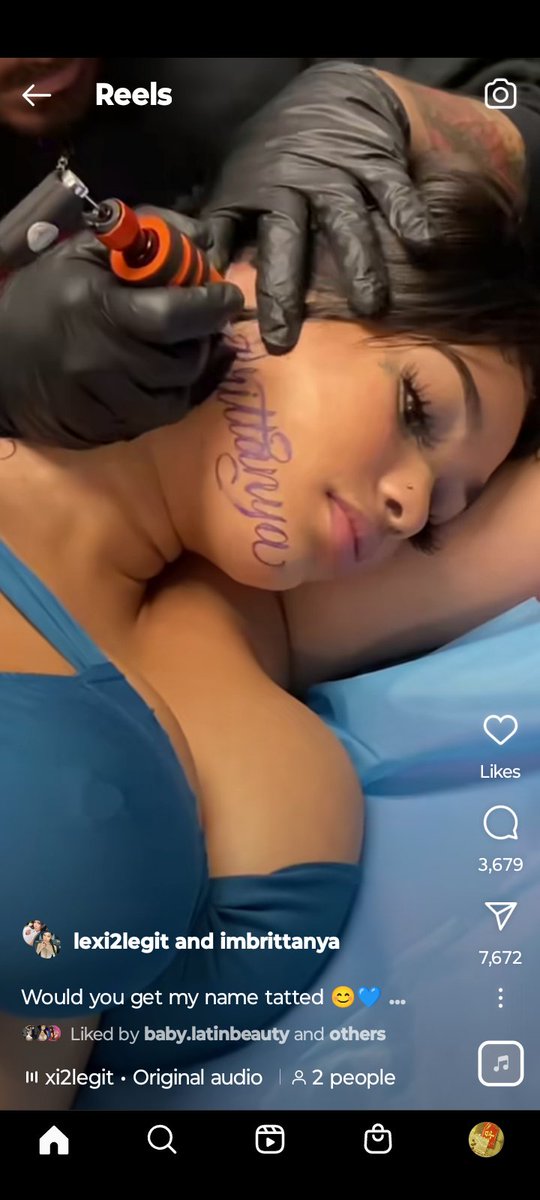 Reels
Brittanya
Likes
3,679
7,672
lexi2legit and imbrittanya
Would you get my name tatted 😊💙 ...
Liked by baby.latinbeauty and others
xi2legit • Original audio
2 people